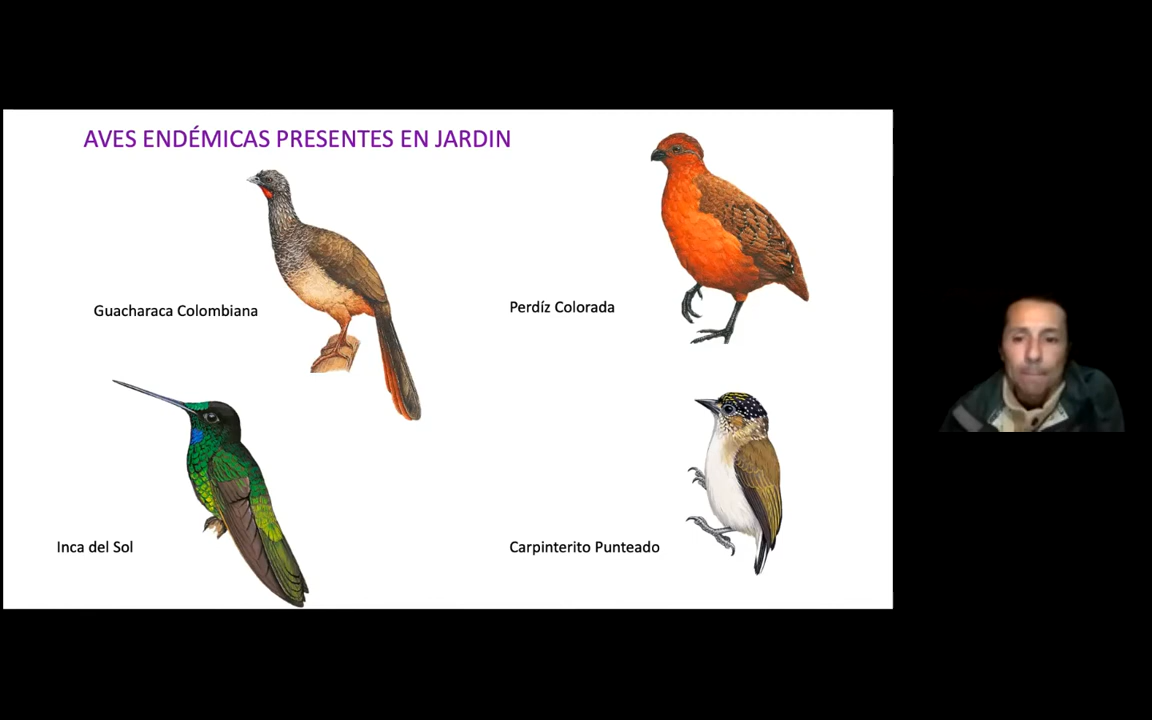 AVES ENDÉMICAS PRESENTES EN JARDIN
Guacharaca Colombiana
Perdíz Colorada
Inca del Sol
Carpinterito Punteado